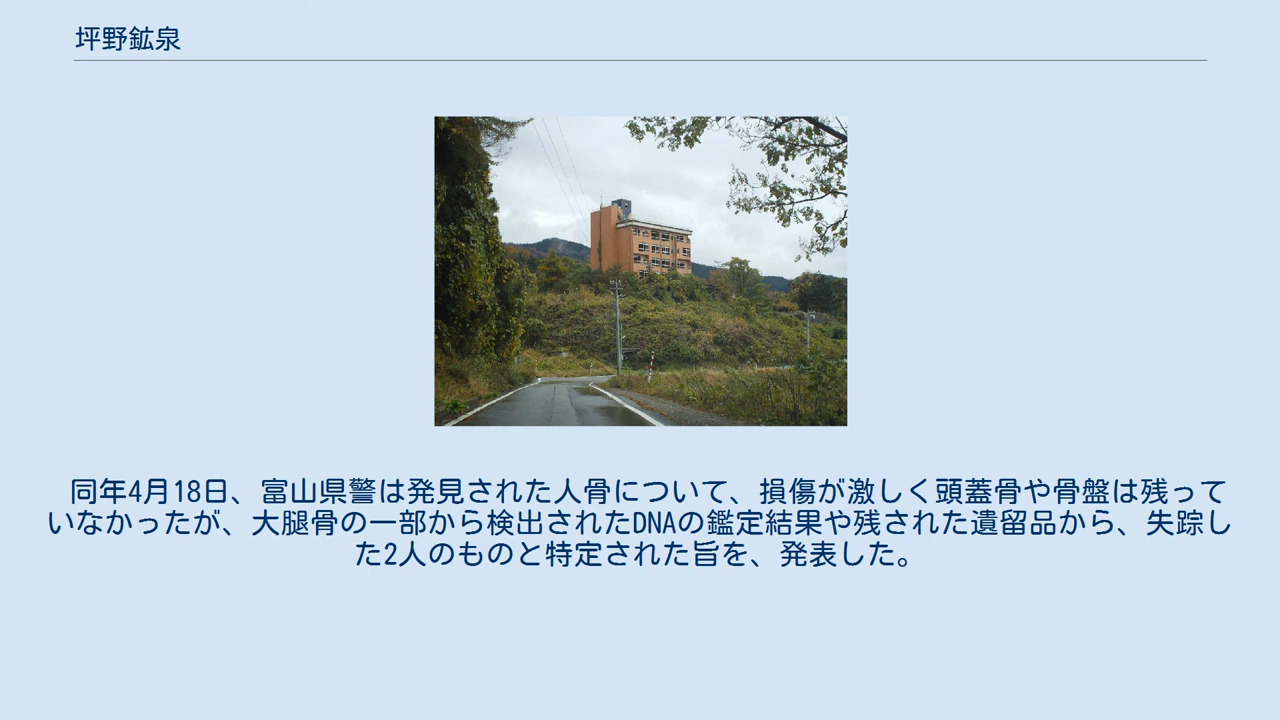 坪野鉱泉
同年4月18日、富山県警は発見された人骨について、損傷が激しく頭蓋骨や骨盤は残って
いなかったが、大腿骨の一部から検出されたDNAの鑑定結果や残された遺留品から、失踪し
た2人のものと特定された旨を、発表した。